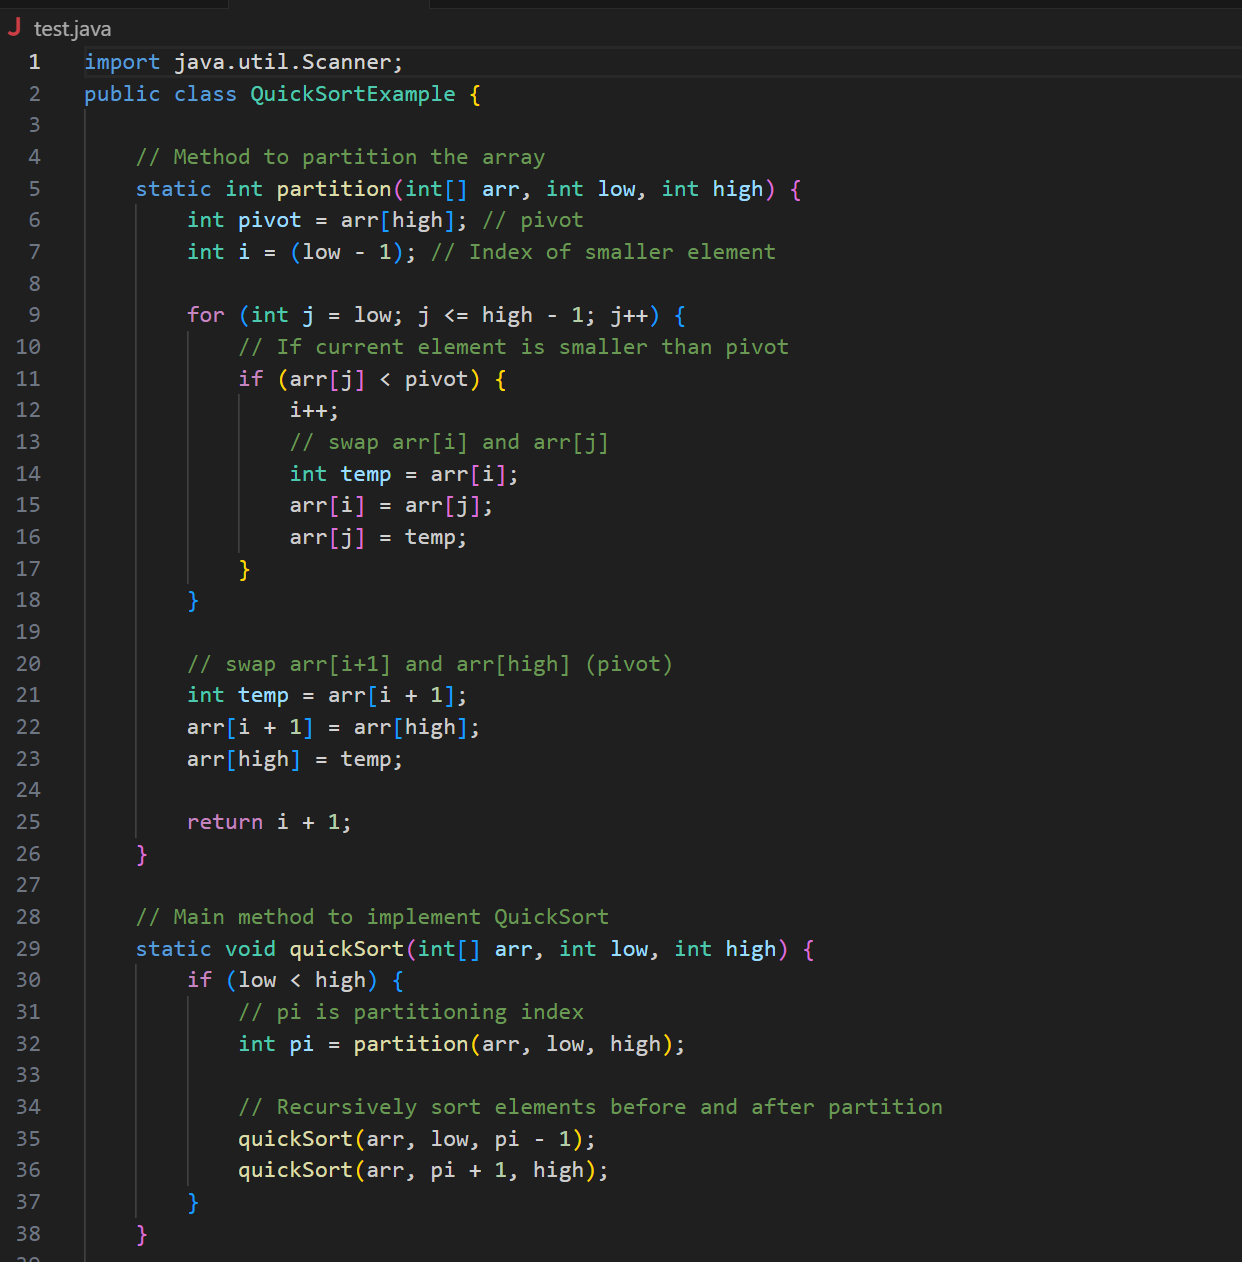 J test.java
1 import java.util.Scanner;
2 public class QuickSortExample {
3
4     // Method to partition the array
5     static int partition(int[] arr, int low, int high) {
6         int pivot = arr[high]; // pivot
7         int i = (low - 1); // Index of smaller element
8
9         for (int j = low; j <= high - 1; j++) {
10             // If current element is smaller than pivot
11             if (arr[j] < pivot) {
12                 i++;
13                 // swap arr[i] and arr[j]
14                 int temp = arr[i];
15                 arr[i] = arr[j];
16                 arr[j] = temp;
17             }
18         }
19
20         // swap arr[i+1] and arr[high] (pivot)
21         int temp = arr[i + 1];
22         arr[i + 1] = arr[high];
23         arr[high] = temp;
24
25         return i + 1;
26     }
27
28     // Main method to implement QuickSort
29     static void quickSort(int[] arr, int low, int high) {
30         if (low < high) {
31             // pi is partitioning index
32             int pi = partition(arr, low, high);
33
34             // Recursively sort elements before and after partition
35             quickSort(arr, low, pi - 1);
36             quickSort(arr, pi + 1, high);
37         }
38     }